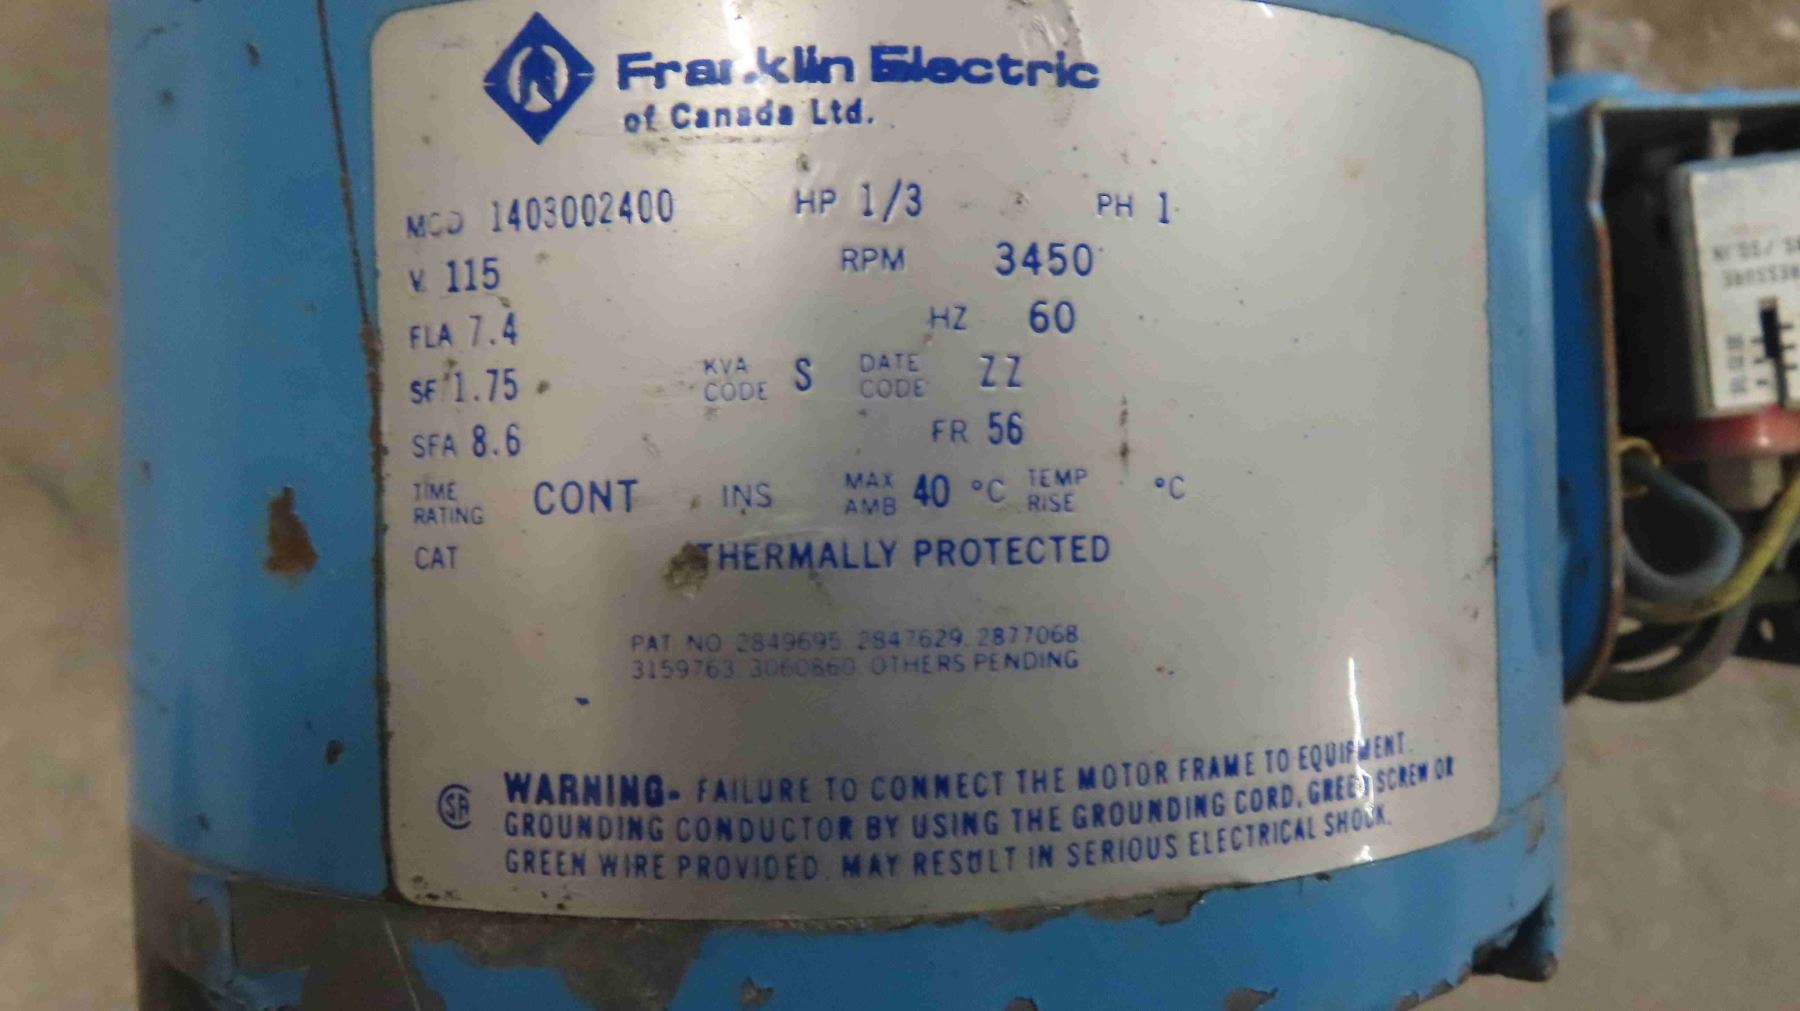 Franklin Electric
of Canada Ltd.
MOD 1403002400 HP 1/3 PH 1
V 115 RPM 3450
FLA 7.4 HZ 60
SF 1.75 KVA CODE S DATE CODE ZZ
SFA 8.6 FR 56
TIME RATING CONT INS MAX AMB 40 °C TEMP RISE °C
CAT THERMALLY PROTECTED
PAT NO 2849695. 2847629. 2877068
3159763. 3060860. OTHERS PENDING
WARNING- FAILURE TO CONNECT THE MOTOR FRAME TO EQUIPMENT
GROUNDING CONDUCTOR BY USING THE GROUNDING CORD, GREEN SCREW OR
GREEN WIRE PROVIDED, MAY RESULT IN SERIOUS ELECTRICAL SHOCK.